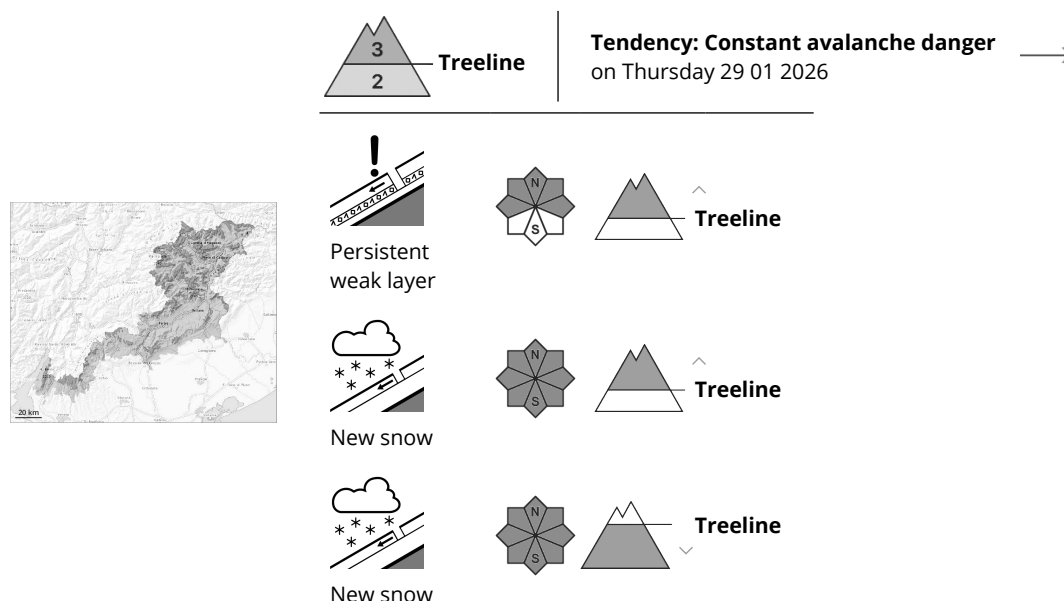 3
Treeline
2
Tendency: Constant avalanche danger
on Thursday 29 01 2026
N
S
Treeline
Persistent
weak layer
20 km
N
S
Treeline
New snow
N
S
Treeline
New snow